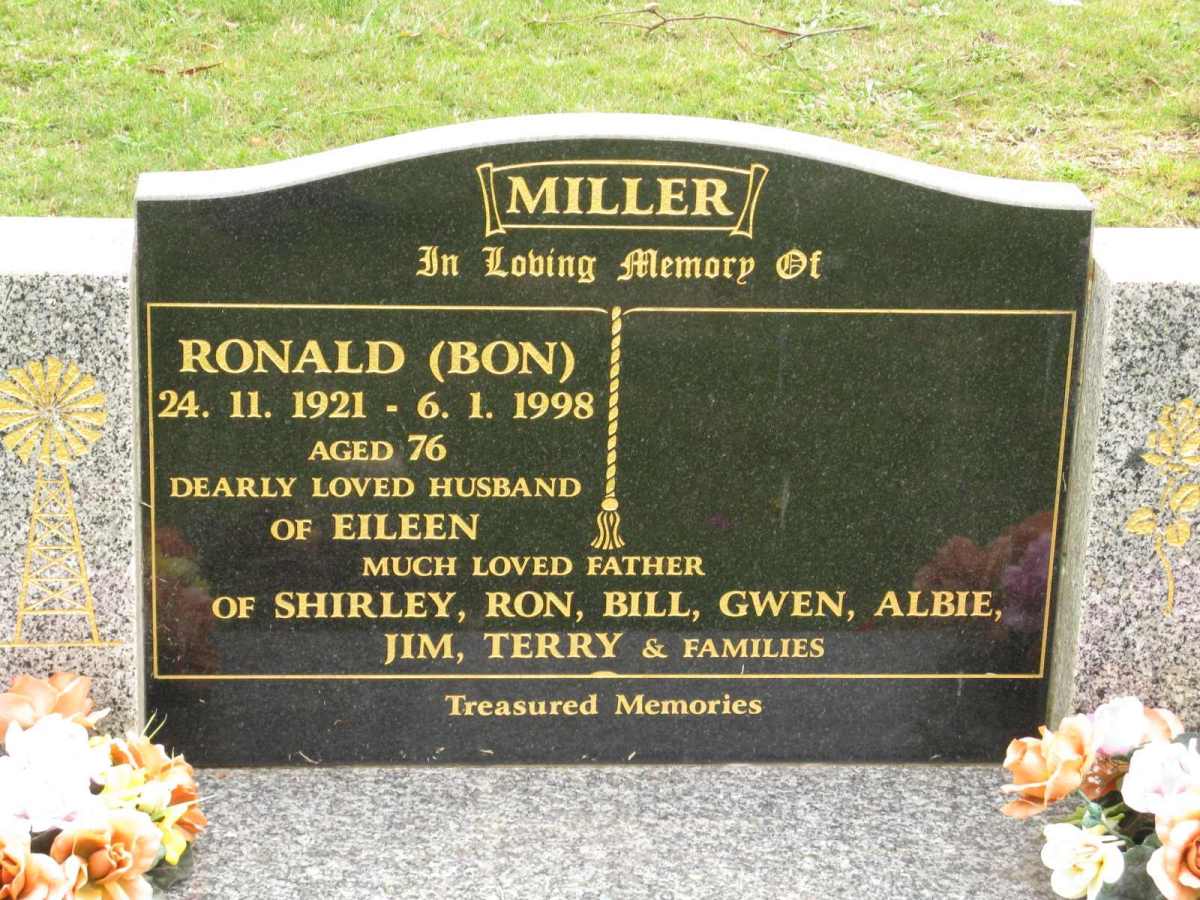 MILLER
In Loving Memory Of
RONALD (BON)
24. 11. 1921 - 6. 1. 1998
AGED 76
DEARLY LOVED HUSBAND
OF EILEEN
MUCH LOVED FATHER
OF SHIRLEY, RON, BILL, GWEN, ALBIE,
JIM, TERRY & FAMILIES
Treasured Memories